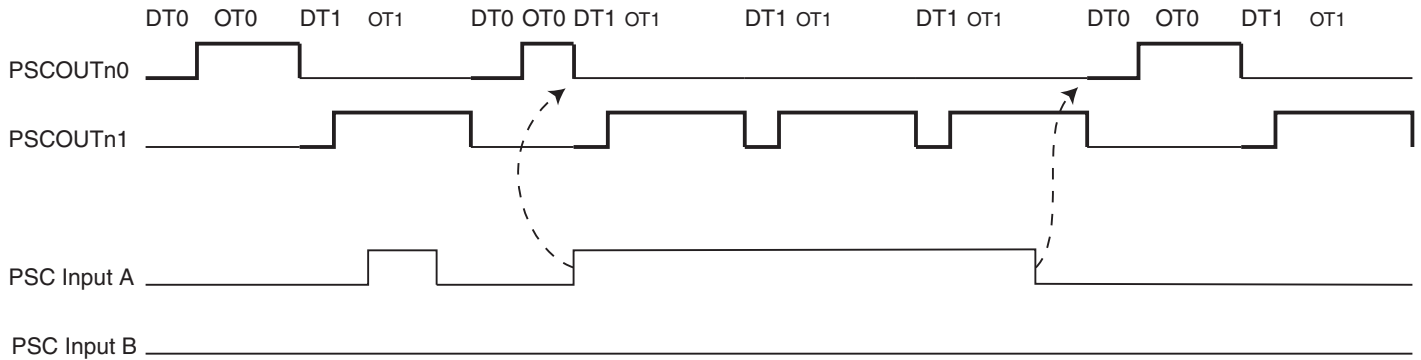 DT0 OT0 DT1 OT1 DT0 OT0 DT1 OT1 DT1 OT1 DT1 OT1 DT0 OT0 DT1 OT1
PSCOUTn0
PSCOUTn1
PSC Input A
PSC Input B